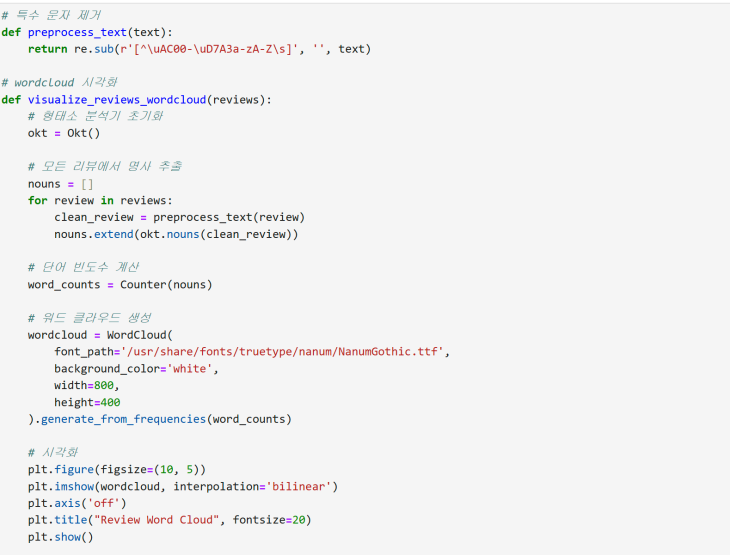 # 특수 문자 제거
def preprocess_text(text):
    return re.sub(r'[^\uAC00-\uD7A3a-zA-Z\s]', '', text)
# wordcloud 시각화
def visualize_reviews_wordcloud(reviews):
    # 형태소 분석기 초기화
    okt = Okt()
    # 모든 리뷰에서 명사 추출
    nouns = []
    for review in reviews:
        clean_review = preprocess_text(review)
        nouns.extend(okt.nouns(clean_review))
    # 단어 빈도수 계산
    word_counts = Counter(nouns)
    # 워드 클라우드 생성
    wordcloud = WordCloud(
        font_path='/usr/share/fonts/truetype/nanum/NanumGothic.ttf',
        background_color='white',
        width=800,
        height=400
    ).generate_from_frequencies(word_counts)
    # 시각화
    plt.figure(figsize=(10, 5))
    plt.imshow(wordcloud, interpolation='bilinear')
    plt.axis('off')
    plt.title("Review Word Cloud", fontsize=20)
    plt.show()